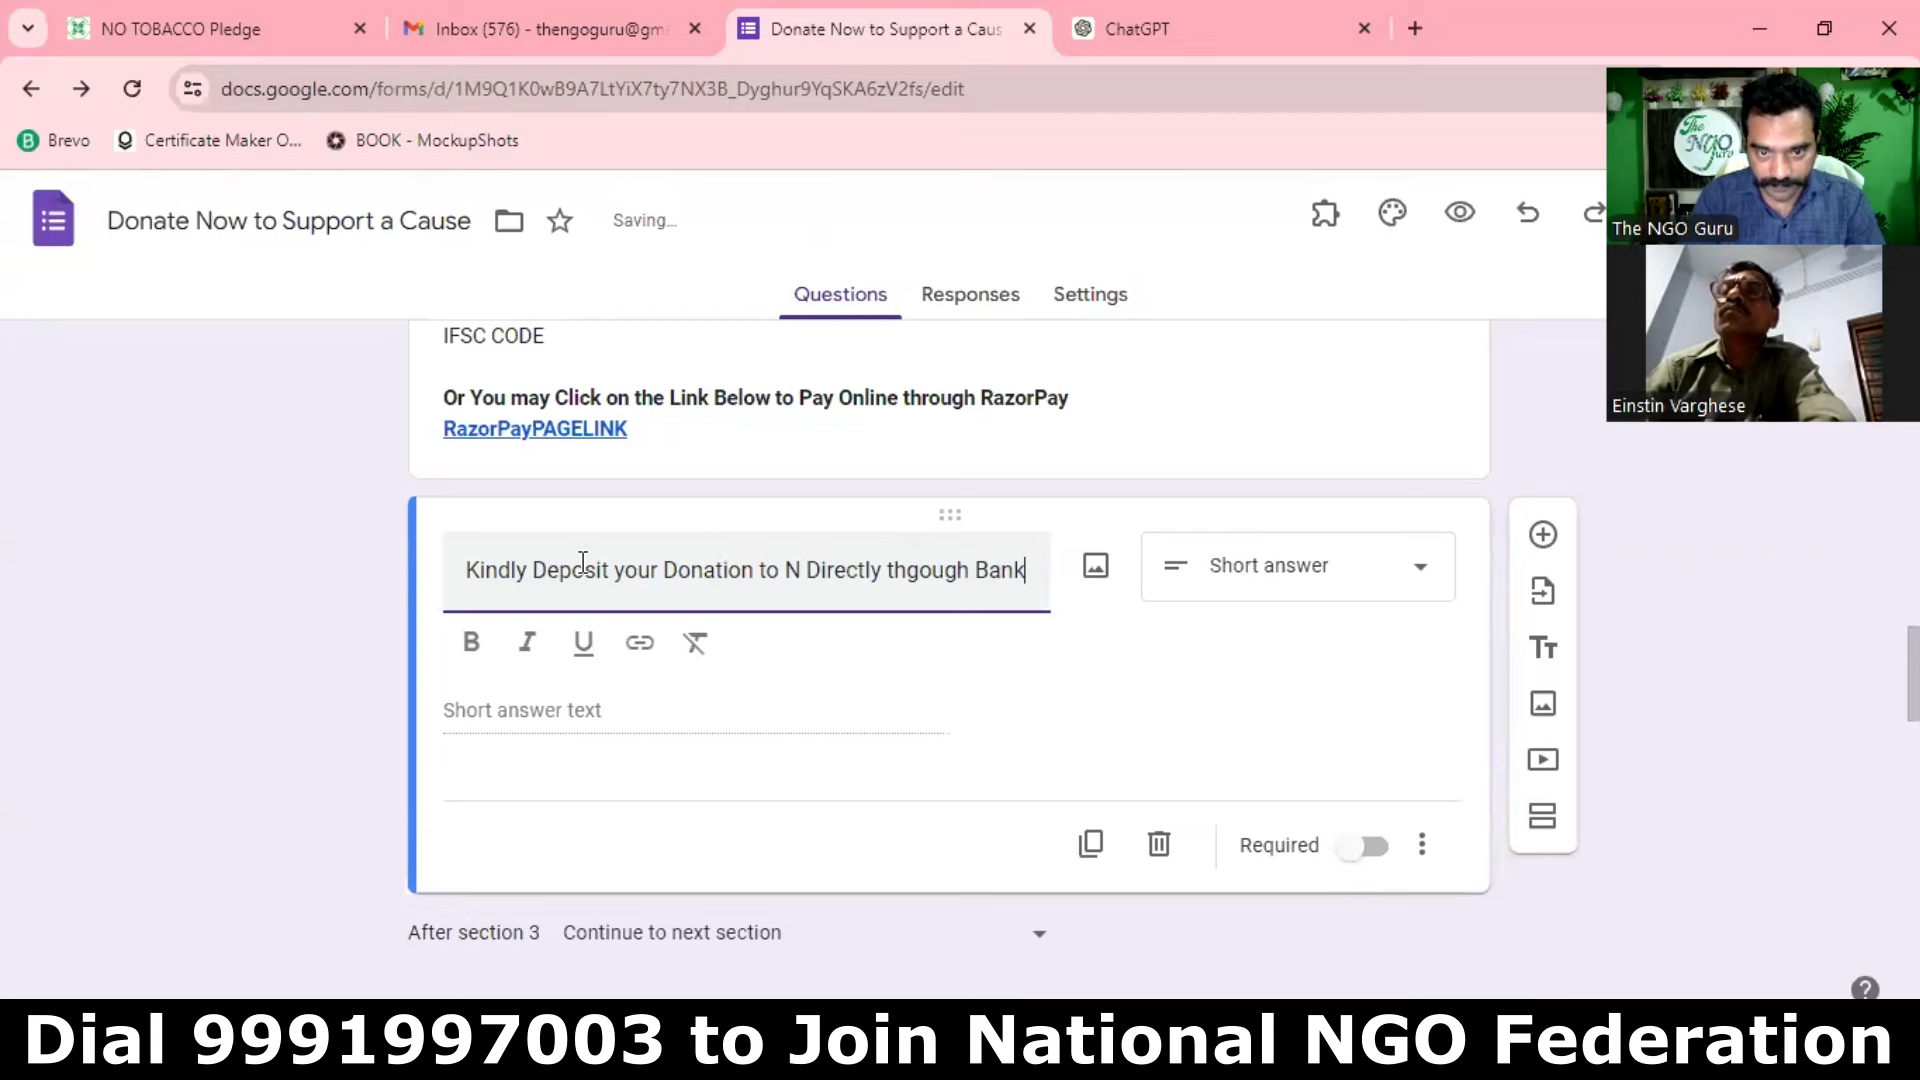 NO TOBACCO Pledge
Inbox (576) - thengoguru@gm
Donate Now to Support a Caus
ChatGPT
docs.google.com/forms/d/1M9Q1K0wB9A7LtYiX7ty7NX3B_Dyghur9YqSKA6zV2fs/edit
Brevo
Certificate Maker O...
BOOK - MockupShots
The NGO Guru
The NGO Guru
Einstin Varghese
Donate Now to Support a Cause
Saving...
Questions
Responses
Settings
IFSC CODE
Or You may Click on the Link Below to Pay Online through RazorPay
RazorPayPAGELINK
Kindly Deposit your Donation to N Directly thgough Bank
Short answer
B I U
Short answer text
Required
After section 3 Continue to next section
Dial 9991997003 to Join National NGO Federation